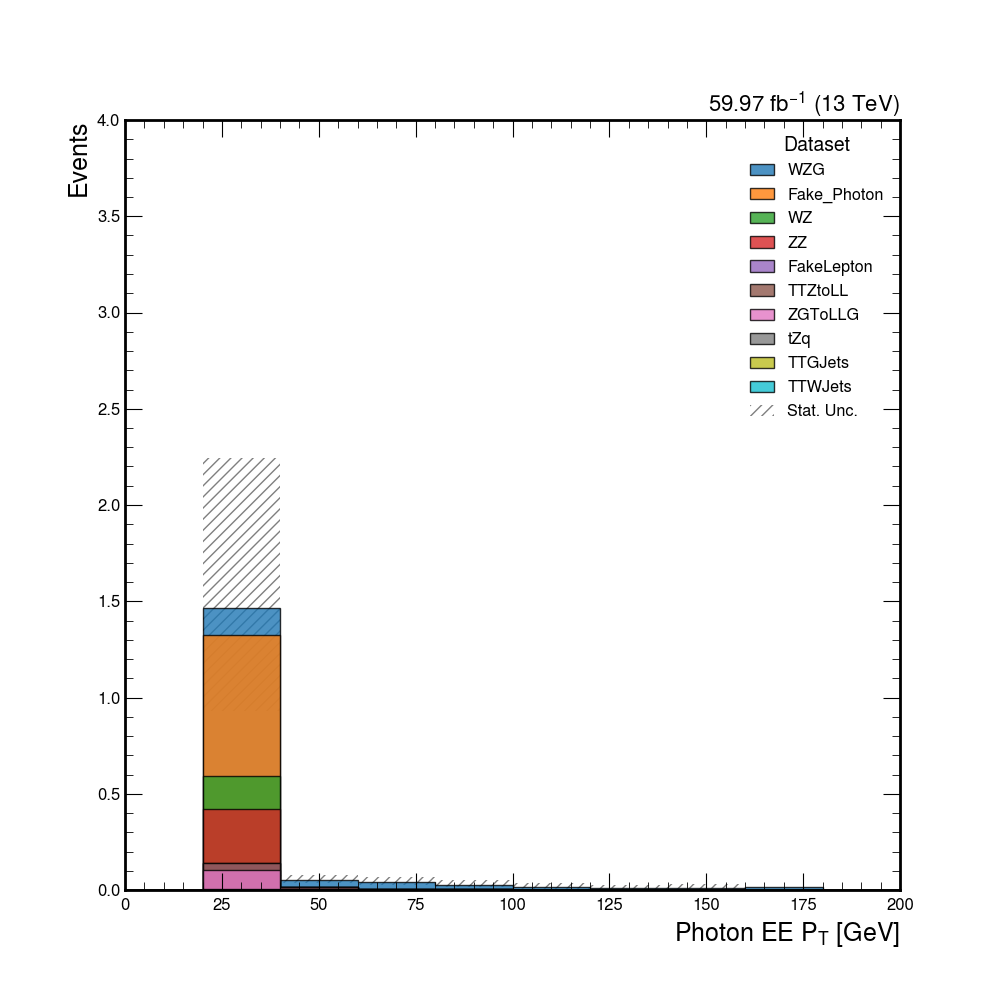 59.97 fb⁻¹ (13 TeV)
Events
4.0
3.5
3.0
2.5
2.0
1.5
1.0
0.5
0.0
Dataset
WZG
Fake_Photon
WZ
ZZ
FakeLepton
TTZtoLL
ZGToLLG
tZq
TTGJets
TTWJets
Stat. Unc.
0 25 50 75 100 125 150 175 200
Photon EE P_T [GeV]